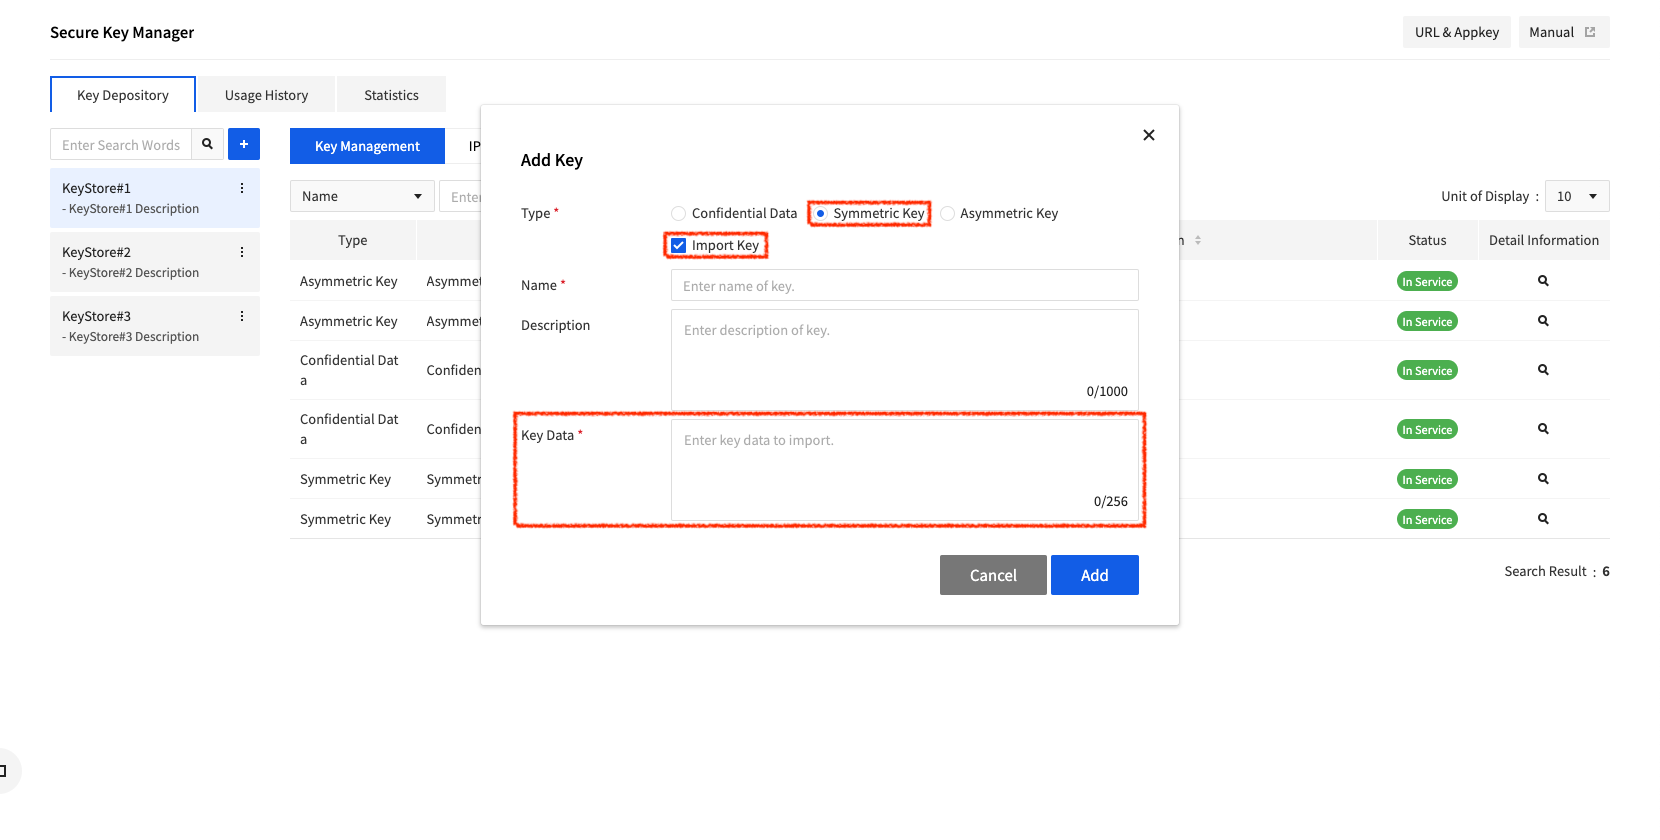 Secure Key Manager
URL & Appkey
Manual
Key Depository
Usage History
Statistics
Enter Search Words
+
KeyStore#1
- KeyStore#1 Description
KeyStore#2
- KeyStore#2 Description
KeyStore#3
- KeyStore#3 Description
Key Management
IP
Name
Enter
Unit of Display :
10
Type
n
Status
Detail Information
Asymmetric Key
Asymmet
In Service
Asymmetric Key
Asymmet
In Service
Confidential Dat
a
Confiden
In Service
Confidential Dat
a
Confiden
In Service
Symmetric Key
Symmetr
In Service
Symmetric Key
Symmetr
In Service
Search Result : 6
Add Key
Type *
Confidential Data
Symmetric Key
Asymmetric Key
Import Key
Name *
Enter name of key.
Description
Enter description of key.
0/1000
Key Data *
Enter key data to import.
0/256
Cancel
Add